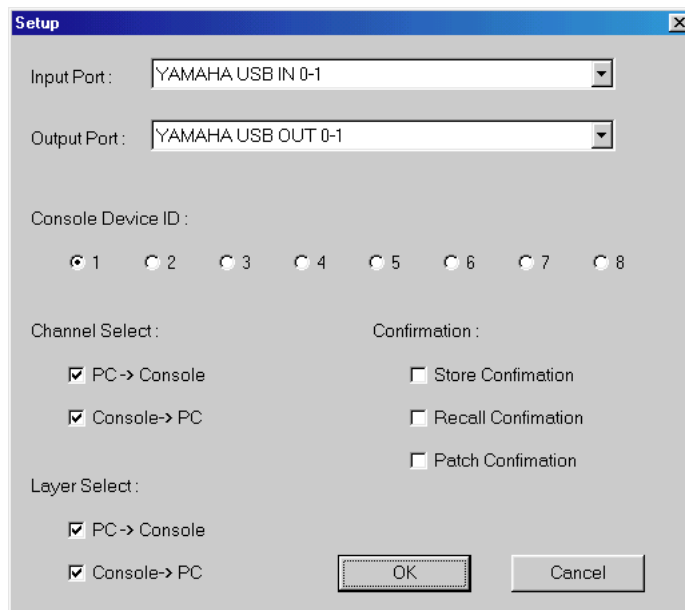 Setup
Input Port :
YAMAHA USB IN 0-1
Output Port :
YAMAHA USB OUT 0-1
Console Device ID :
1 2 3 4 5 6 7 8
Channel Select :
PC -> Console
Console-> PC
Confirmation :
Store Confimation
Recall Confimation
Patch Confimation
Layer Select :
PC -> Console
Console-> PC
OK
Cancel